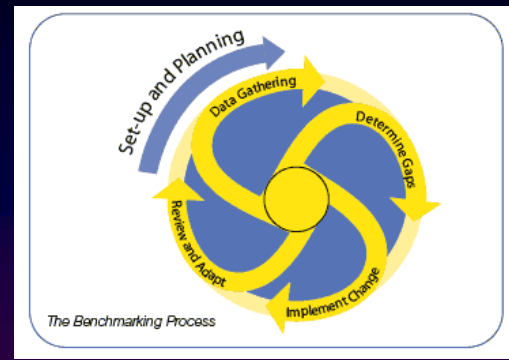 Set-up and Planning
Data Gathering
Determine Gaps
Implement Change
Review and Adapt
The Benchmarking Process